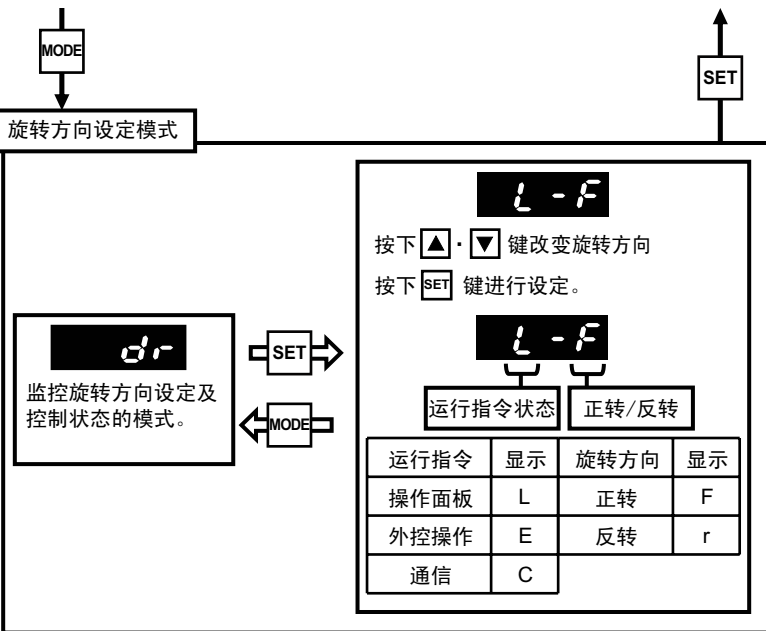 MODE
SET
旋转方向设定模式
L-F
按下▲·▼键改变旋转方向
按下SET 键进行设定。
L-F
运行指令状态 正转/反转
dr
监控旋转方向设定及
控制状态的模式。
SET
MODE
运行指令 显示 旋转方向 显示
操作面板 L 正转 F
外控操作 E 反转 r
通信 C